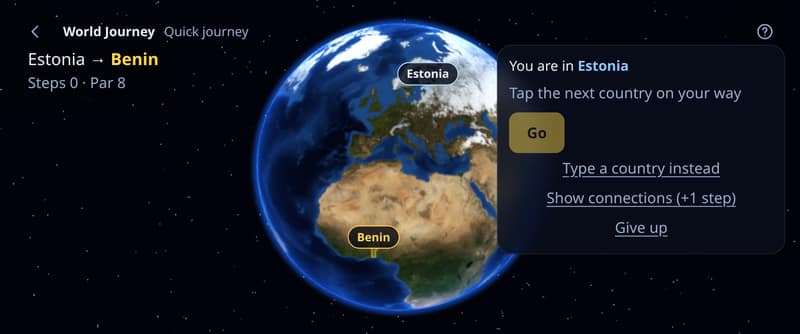 World Journey Quick journey
Estonia → Benin
Steps 0 · Par 8
Estonia
Benin
You are in Estonia
Tap the next country on your way
Go
Type a country instead
Show connections (+1 step)
Give up